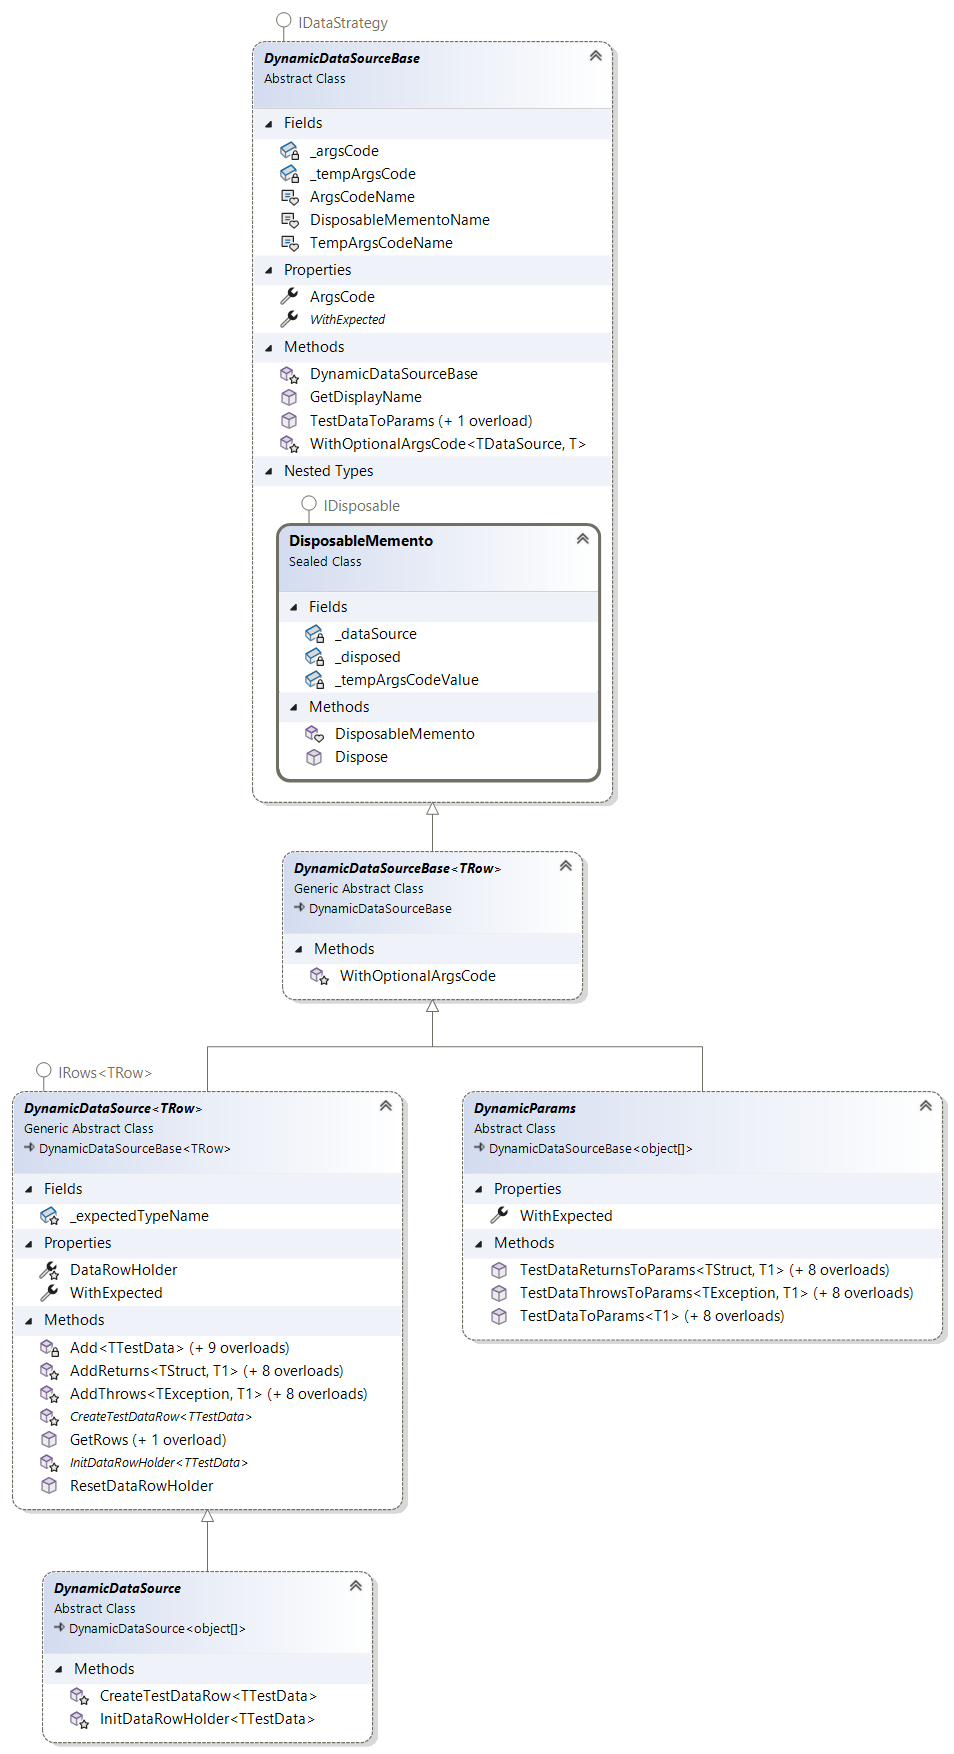 IDataStrategy
DynamicDataSourceBase
Abstract Class
Fields
_argsCode
_tempArgsCode
ArgsCodeName
DisposableMementoName
TempArgsCodeName
Properties
ArgsCode
WithExpected
Methods
DynamicDataSourceBase
GetDisplayName
TestDataToParams (+ 1 overload)
WithOptionalArgsCode<TDataSource, T>
Nested Types
IDisposable
DisposableMemento
Sealed Class
Fields
_dataSource
_disposed
_tempArgsCodeValue
Methods
DisposableMemento
Dispose
DynamicDataSourceBase<TRow>
Generic Abstract Class
DynamicDataSourceBase
Methods
WithOptionalArgsCode
IRows<TRow>
DynamicDataSource<TRow>
Generic Abstract Class
DynamicDataSourceBase<TRow>
Fields
_expectedTypeName
Properties
DataRowHolder
WithExpected
Methods
Add<TTestData> (+ 9 overloads)
AddReturns<TStruct, T1> (+ 8 overloads)
AddThrows<TException, T1> (+ 8 overloads)
CreateTestDataRow<TTestData>
GetRows (+ 1 overload)
InitDataRowHolder<TTestData>
ResetDataRowHolder
DynamicParams
Abstract Class
DynamicDataSourceBase<object[]>
Properties
WithExpected
Methods
TestDataReturnsToParams<TStruct, T1> (+ 8 overloads)
TestDataThrowsToParams<TException, T1> (+ 8 overloads)
TestDataToParams<T1> (+ 8 overloads)
DynamicDataSource
Abstract Class
DynamicDataSource<object[]>
Methods
CreateTestDataRow<TTestData>
InitDataRowHolder<TTestData>